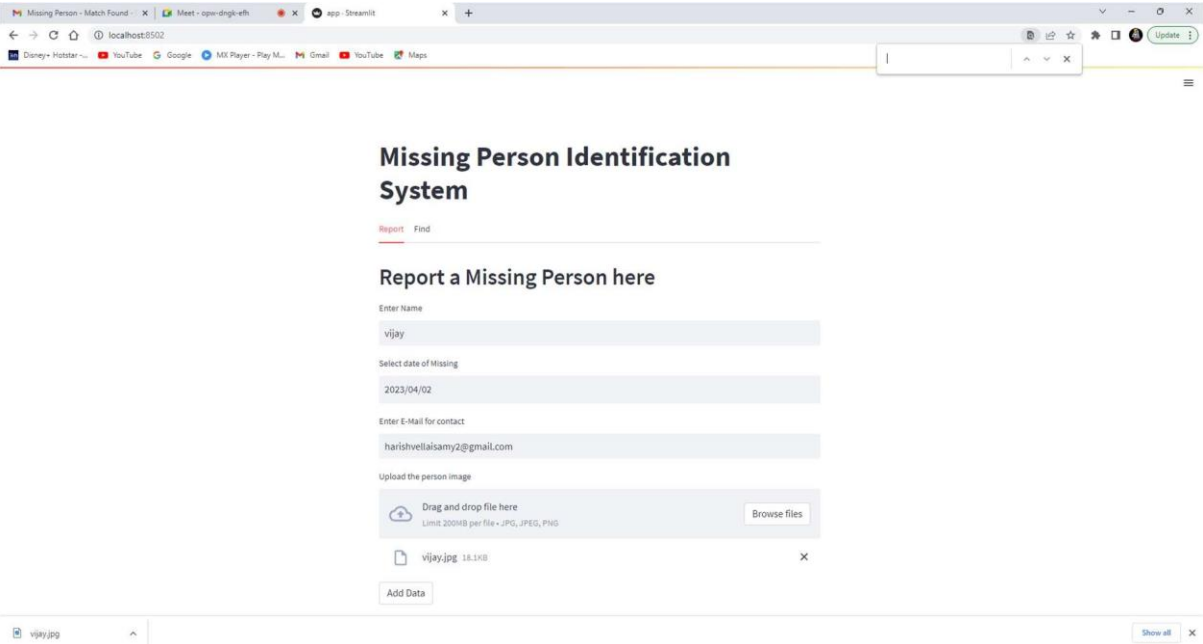 Missing Person - Match Found -
Meet - opw-dngk-efh
app · Streamlit
localhost:8502
Update
Disney+ Hotstar -...
YouTube
Google
MX Player - Play M...
Gmail
YouTube
Maps
Missing Person Identification
System
Report Find
Report a Missing Person here
Enter Name
vijay
Select date of Missing
2023/04/02
Enter E-Mail for contact
harishvellaisamy2@gmail.com
Upload the person image
Drag and drop file here
Limit 200MB per file • JPG, JPEG, PNG
Browse files
vijay.jpg 18.1KB
Add Data
vijay.jpg
Show all